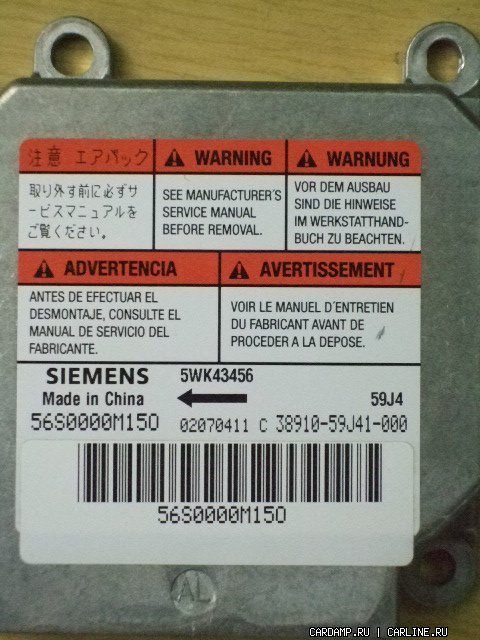 注意 エアバック
取り外す前に必ずサ
ービスマニュアルを
ご覧ください。
WARNING
SEE MANUFACTURER'S
SERVICE MANUAL
BEFORE REMOVAL.
WARNUNG
VOR DEM AUSBAU
SIND DIE HINWEISE
IM WERKSTATTHAND-
BUCH ZU BEACHTEN.
ADVERTENCIA
ANTES DE EFECTUAR EL
DESMONTAJE, CONSULTE EL
MANUAL DE SERVICIO DEL
FABRICANTE.
AVERTISSEMENT
VOIR LE MANUEL D'ENTRETIEN
DU FABRICANT AVANT DE
PROCEDER A LA DEPOSE.
SIEMENS 5WK43456
Made in China 59J4
56S0000M150 02070411 C 38910-59J41-000
56S0000M150
AL
CARDAMP.RU | CARLINE.RU